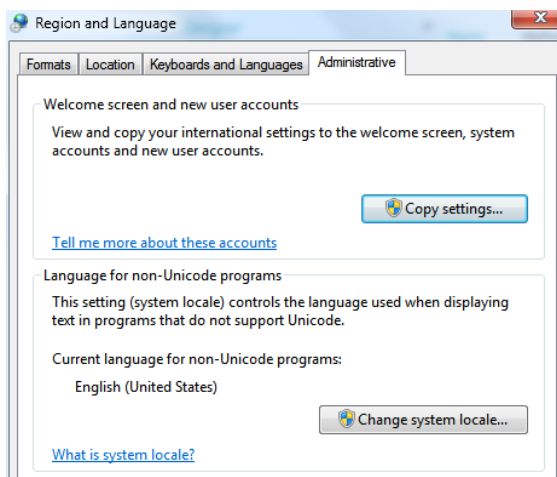 Region and Language
Formats Location Keyboards and Languages Administrative
Welcome screen and new user accounts
View and copy your international settings to the welcome screen, system
accounts and new user accounts.
Copy settings...
Tell me more about these accounts
Language for non-Unicode programs
This setting (system locale) controls the language used when displaying
text in programs that do not support Unicode.
Current language for non-Unicode programs:
English (United States)
Change system locale...
What is system locale?